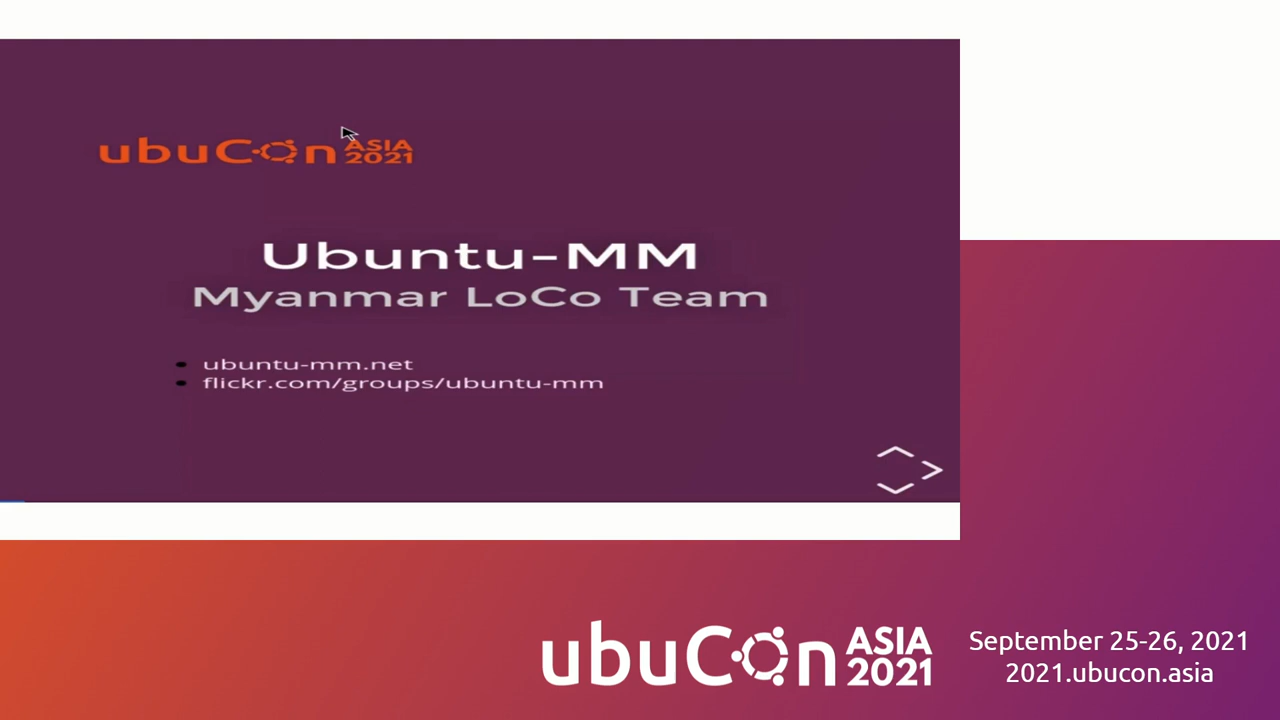 ubuCon ASIA 2021
Ubuntu-MM
Myanmar LoCo Team
ubuntu-mm.net
flickr.com/groups/ubuntu-mm
ubuCon ASIA 2021
September 25-26, 2021
2021.ubucon.asia